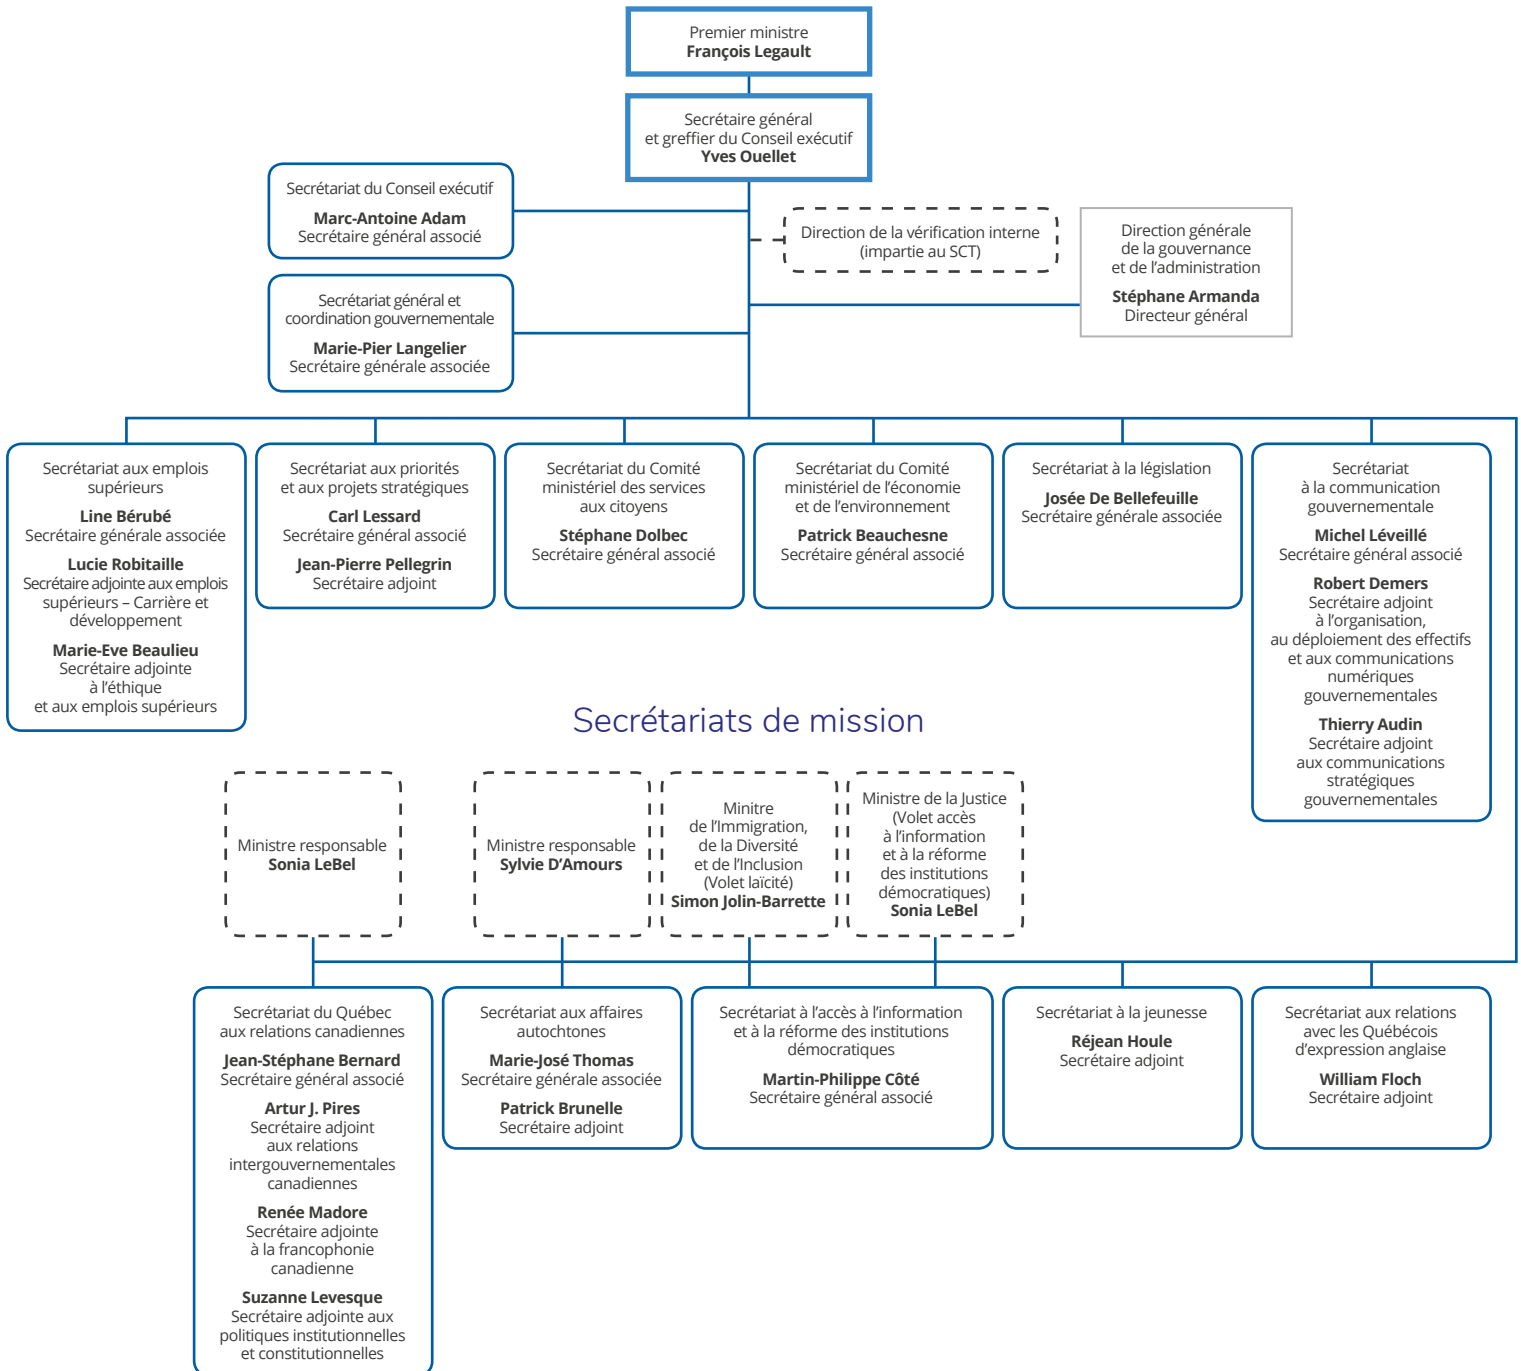 Premier ministre
François Legault
Secrétaire général
et greffier du Conseil exécutif
Yves Ouellet
Secrétariat du Conseil exécutif
Marc-Antoine Adam
Secrétaire général associé
Direction de la vérification interne
(impartie au SCT)
Direction générale
de la gouvernance
et de l'administration
Stéphane Armanda
Directeur général
Secrétariat général et
coordination gouvernementale
Marie-Pier Langelier
Secrétaire générale associée
Secrétariat aux emplois
supérieurs
Line Bérubé
Secrétaire générale associée
Lucie Robitaille
Secrétaire adjointe aux emplois
supérieurs – Carrière et
développement
Marie-Eve Beaulieu
Secrétaire adjointe
à l'éthique
et aux emplois supérieurs
Secrétariat aux priorités
et aux projets stratégiques
Carl Lessard
Secrétaire général associé
Jean-Pierre Pellegrin
Secrétaire adjoint
Secrétariat du Comité
ministériel des services
aux citoyens
Stéphane Dolbec
Secrétaire général associé
Secrétariat du Comité
ministériel de l'économie
et de l'environnement
Patrick Beauchesne
Secrétaire général associé
Secrétariat à la législation
Josée De Bellefeuille
Secrétaire générale associée
Secrétariat
à la communication
gouvernementale
Michel Léveillé
Secrétaire général associé
Robert Demers
Secrétaire adjoint
à l'organisation,
au déploiement des effectifs
et aux communications
numériques
gouvernementales
Thierry Audin
Secrétaire adjoint
aux communications
stratégiques
gouvernementales
Secrétariats de mission
Ministre responsable
Sonia LeBel
Ministre responsable
Sylvie D'Amours
Minitre
de l'Immigration,
de la Diversité
et de l'Inclusion
(Volet laïcité)
Simon Jolin-Barrette
Ministre de la Justice
(Volet accès
à l'information
et à la réforme
des institutions
démocratiques)
Sonia LeBel
Secrétariat du Québec
aux relations canadiennes
Jean-Stéphane Bernard
Secrétaire général associé
Artur J. Pires
Secrétaire adjoint
aux relations
intergouvernementales
canadiennes
Renée Madore
Secrétaire adjointe
à la francophonie
canadienne
Suzanne Levesque
Secrétaire adjointe aux
politiques institutionnelles
et constitutionnelles
Secrétariat aux affaires
autochtones
Marie-José Thomas
Secrétaire générale associée
Patrick Brunelle
Secrétaire adjoint
Secrétariat à l'accès à l'information
et à la réforme des institutions
démocratiques
Martin-Philippe Côté
Secrétaire général associé
Secrétariat à la jeunesse
Réjean Houle
Secrétaire adjoint
Secrétariat aux relations
avec les Québécois
d'expression anglaise
William Floch
Secrétaire adjoint